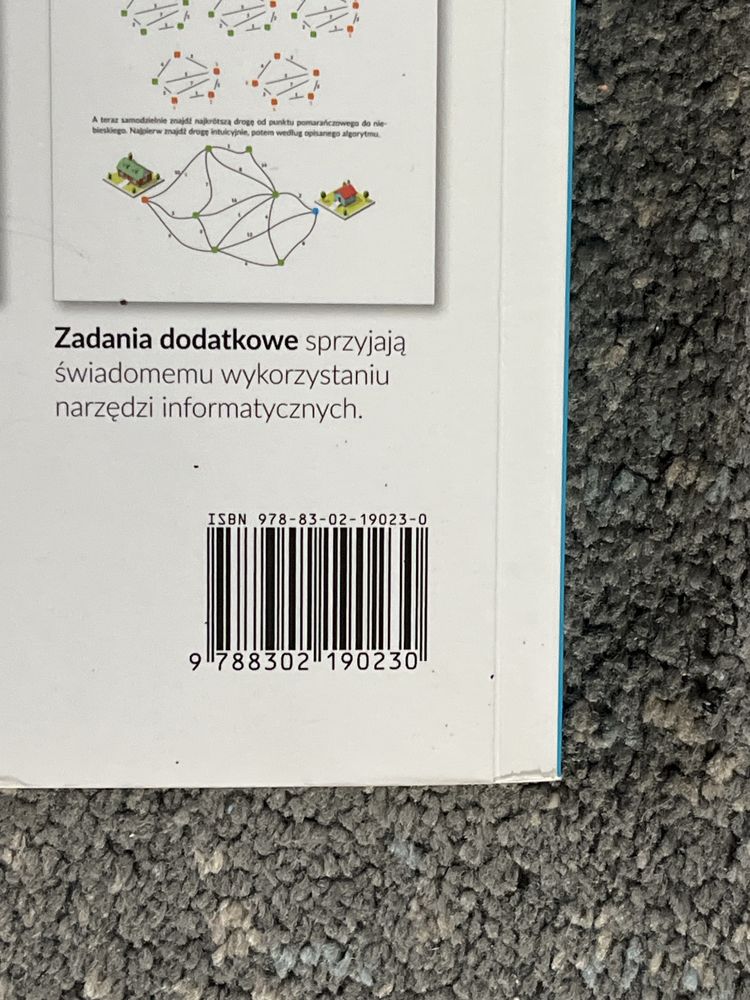 A teraz samodzielnie znajdź najkrótszą drogę od punktu pomarańczowego do nie-
bieskiego. Najpierw znajdź drogę intuicyjnie, potem według opisanego algorytmu.
Zadania dodatkowe sprzyjają
świadomemu wykorzystaniu
narzędzi informatycznych.
ISBN 978-83-02-19023-0
9 788302 190230